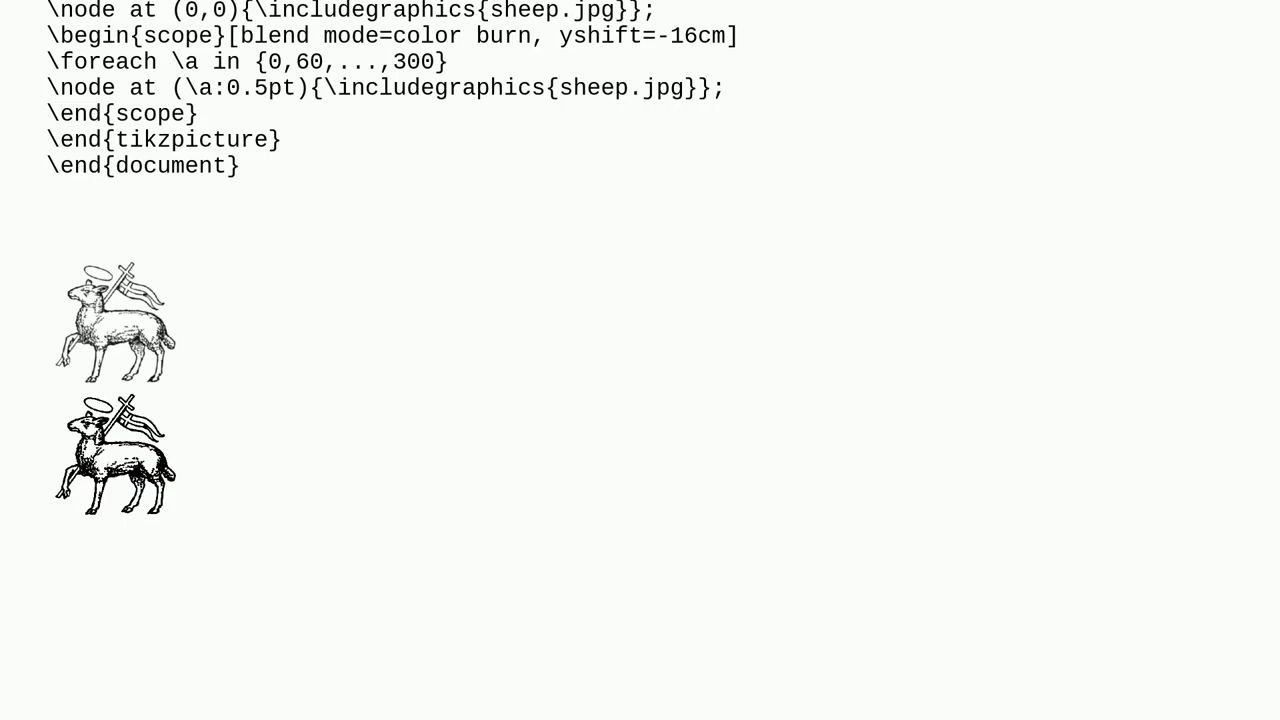 \node at (0,0){\includegraphics{sheep.jpg}};
\begin{scope}[blend mode=color burn, yshift=-16cm]
\foreach \a in {0,60,...,300}
\node at (\a:0.5pt){\includegraphics{sheep.jpg}};
\end{scope}
\end{tikzpicture}
\end{document}